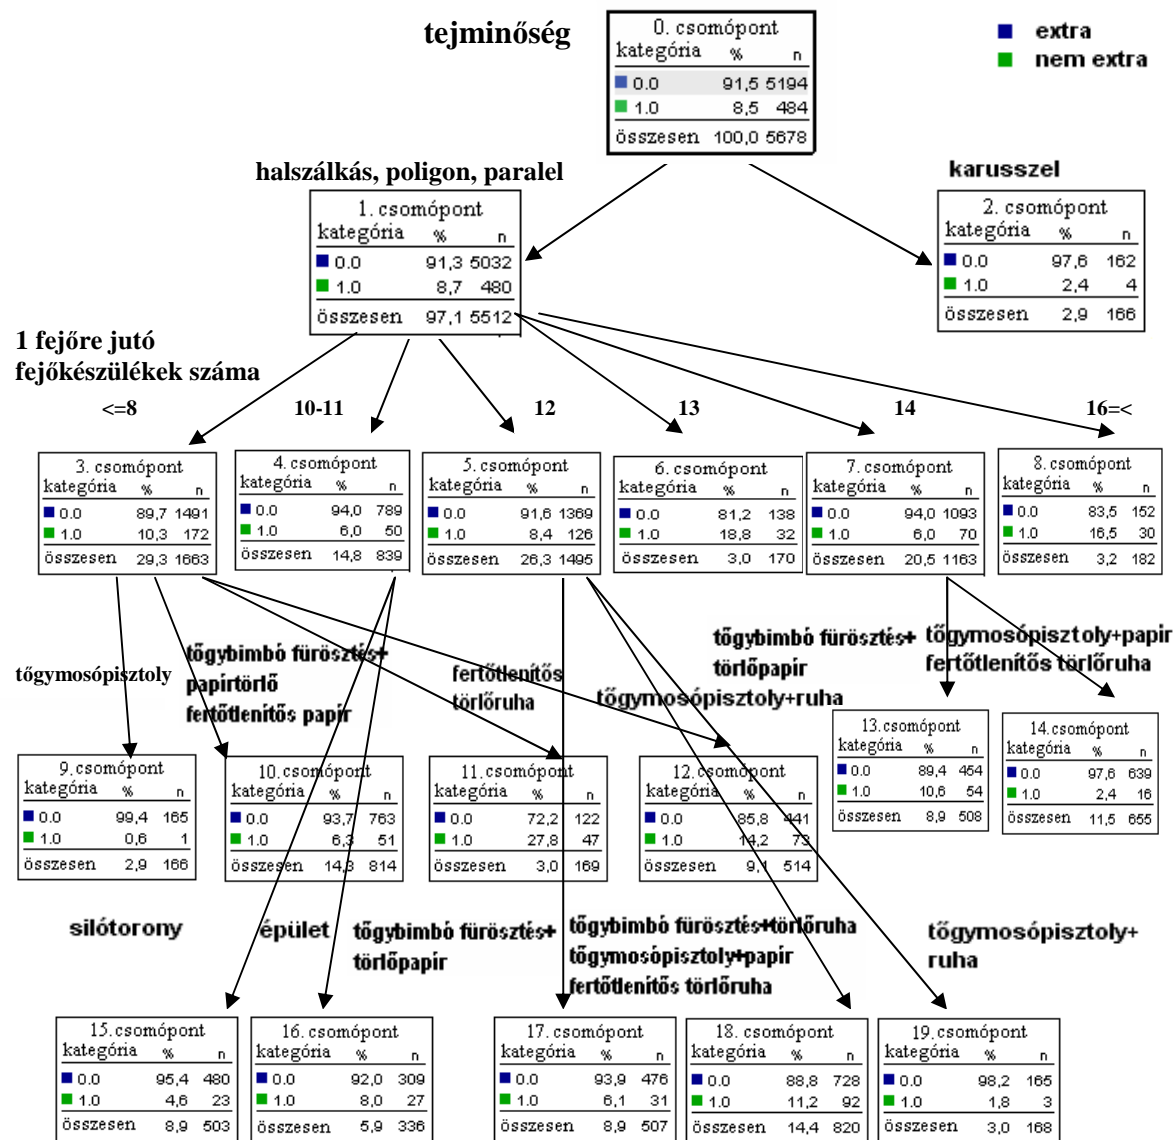 tejminőség
0. csomópont
kategória % n
0.0 91,5 5194
1.0 8,5 484
összesen 100,0 5678
extra
nem extra
halszálkás, poligon, paralel
karusszel
1. csomópont
kategória % n
0.0 91,3 5032
1.0 8,7 480
összesen 97,1 5512
2. csomópont
kategória % n
0.0 97,6 162
1.0 2,4 4
összesen 2,9 166
1 fejőre jutó
fejőkészülékek száma
<=8
10-11
12
13
14
16=<
3. csomópont
kategória % n
0.0 89,7 1491
1.0 10,3 172
összesen 29,3 1663
4. csomópont
kategória % n
0.0 94,0 789
1.0 6,0 50
összesen 14,8 839
5. csomópont
kategória % n
0.0 91,6 1369
1.0 8,4 126
összesen 26,3 1495
6. csomópont
kategória % n
0.0 81,2 138
1.0 18,8 32
összesen 3,0 170
7. csomópont
kategória % n
0.0 94,0 1093
1.0 6,0 70
összesen 20,5 1163
8. csomópont
kategória % n
0.0 83,5 152
1.0 16,5 30
összesen 3,2 182
tőgymosópisztoly
tőgybimbó fürösztés+
papírtörlő
fertőtlenítős papír
fertőtlenítős
törlőruha
tőgymosópisztoly+ruha
tőgybimbó fürösztés+
törlőpapír
tőgymosópisztoly+papír
fertőtlenítős törlőruha
9. csomópont
kategória % n
0.0 99,4 165
1.0 0,6 1
összesen 2,9 166
10. csomópont
kategória % n
0.0 93,7 763
1.0 6,3 51
összesen 14,3 814
11. csomópont
kategória % n
0.0 72,2 122
1.0 27,8 47
összesen 3,0 169
12. csomópont
kategória % n
0.0 85,8 441
1.0 14,2 73
összesen 9,1 514
13. csomópont
kategória % n
0.0 89,4 454
1.0 10,6 54
összesen 8,9 508
14. csomópont
kategória % n
0.0 97,6 639
1.0 2,4 16
összesen 11,5 655
silótorony
épület
tőgybimbó fürösztés+
törlőpapír
tőgybimbó fürösztés+törlőruha
tőgymosópisztoly+papír
fertőtlenítős törlőruha
tőgymosópisztoly+
ruha
15. csomópont
kategória % n
0.0 95,4 480
1.0 4,6 23
összesen 8,9 503
16. csomópont
kategória % n
0.0 92,0 309
1.0 8,0 27
összesen 5,9 336
17. csomópont
kategória % n
0.0 93,9 476
1.0 6,1 31
összesen 8,9 507
18. csomópont
kategória % n
0.0 88,8 728
1.0 11,2 92
összesen 14,4 820
19. csomópont
kategória % n
0.0 98,2 165
1.0 1,8 3
összesen 3,0 168